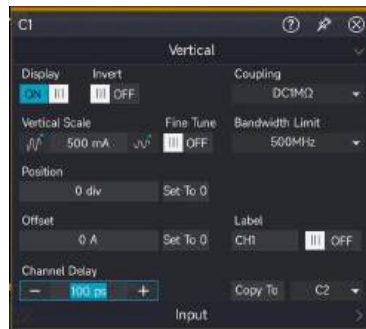 C1
Vertical
Display Invert Coupling
ON OFF DC1MΩ
Vertical Scale Fine Tune Bandwidth Limit
500 mA OFF 500MHz
Position
0 div Set To 0
Offset Label
0 A Set To 0 CH1 OFF
Channel Delay
− 100 ps + Copy To C2
Input